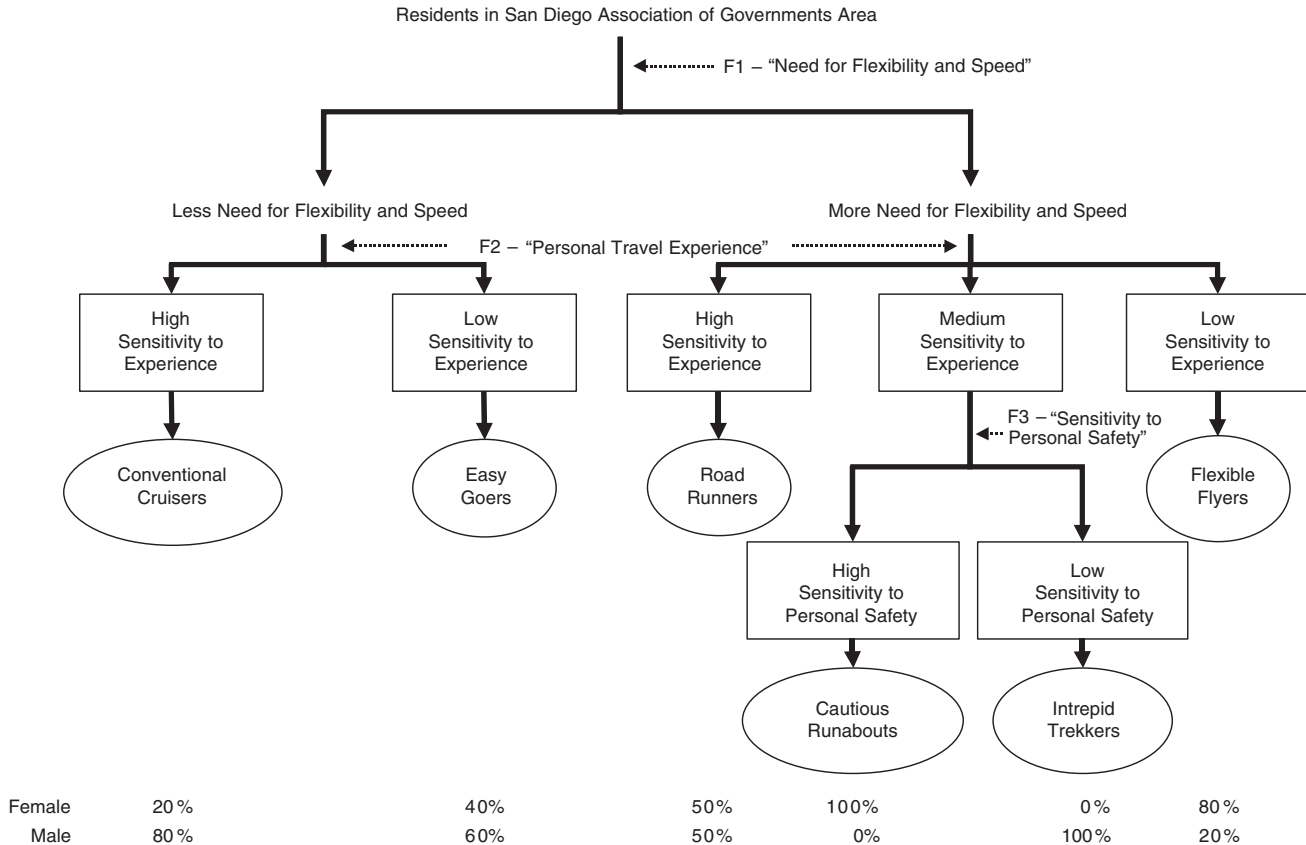 Residents in San Diego Association of Governments Area
F1 – “Need for Flexibility and Speed”
Less Need for Flexibility and Speed
More Need for Flexibility and Speed
F2 – “Personal Travel Experience”
High
Sensitivity to
Experience
Low
Sensitivity to
Experience
High
Sensitivity to
Experience
Medium
Sensitivity to
Experience
Low
Sensitivity to
Experience
F3 – “Sensitivity to
Personal Safety”
Conventional
Cruisers
Easy
Goers
Road
Runners
Flexible
Flyers
High
Sensitivity to
Personal Safety
Low
Sensitivity to
Personal Safety
Cautious
Runabouts
Intrepid
Trekkers
Female 20% 40% 50% 100% 0% 80%
Male 80% 60% 50% 0% 100% 20%